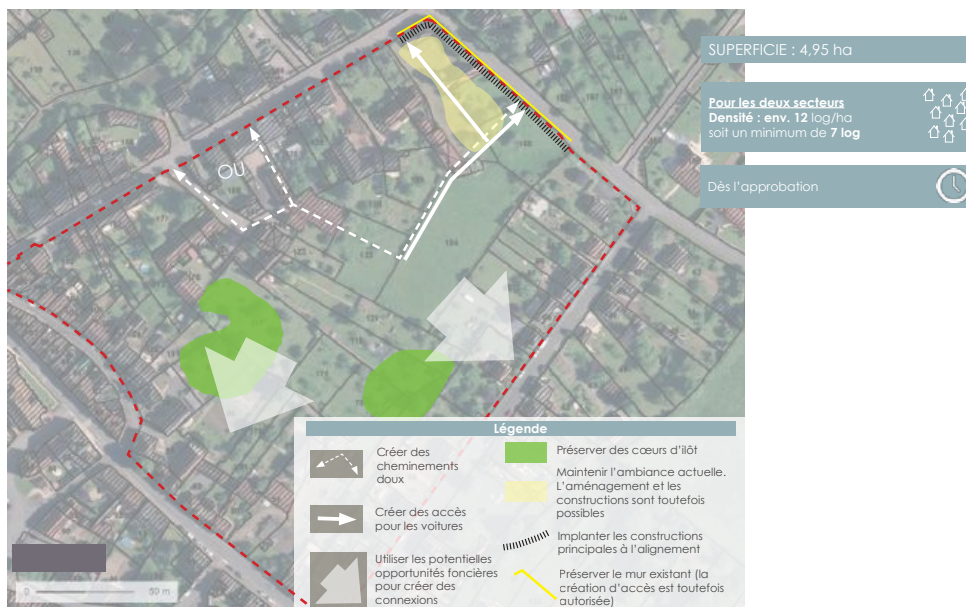 SUPERFICIE : 4,95 ha
Pour les deux secteurs
Densité : env. 12 log/ha
soit un minimum de 7 log
Dès l'approbation
OU
Légende
Créer des
cheminements
doux
Créer des accès
pour les voitures
Utiliser les potentielles
opportunités foncières
pour créer des
connexions
Préserver des cœurs d'îlôt
Maintenir l'ambiance actuelle.
L'aménagement et les
constructions sont toutefois
possibles
Implanter les constructions
principales à l'alignement
Préserver le mur existant (la
création d'accès est toutefois
autorisée)
0 50 m